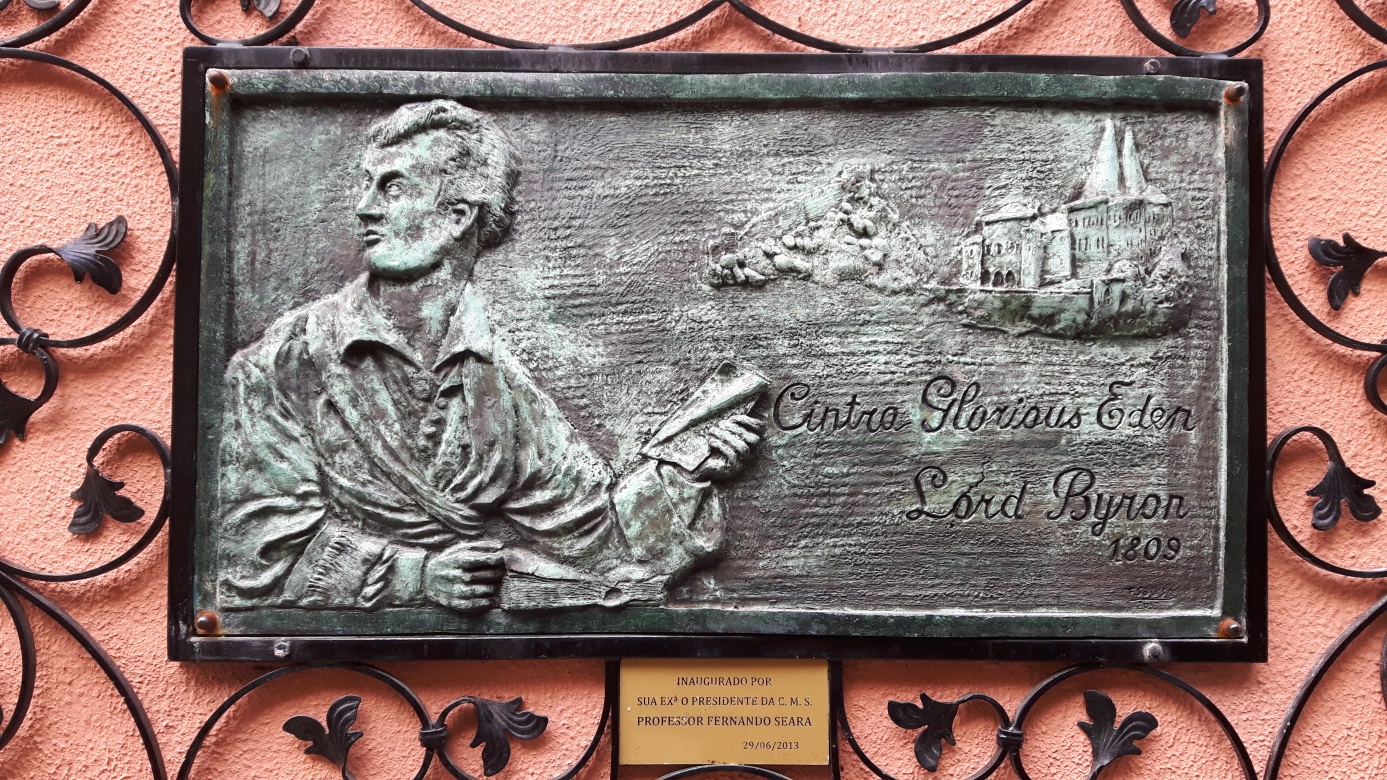 Cintra Glorious Eden
Lord Byron
1809
INAUGURADO POR
SUA EXª O PRESIDENTE DA C. M. S.
PROFESSOR FERNANDO SEARA
29/06/2013